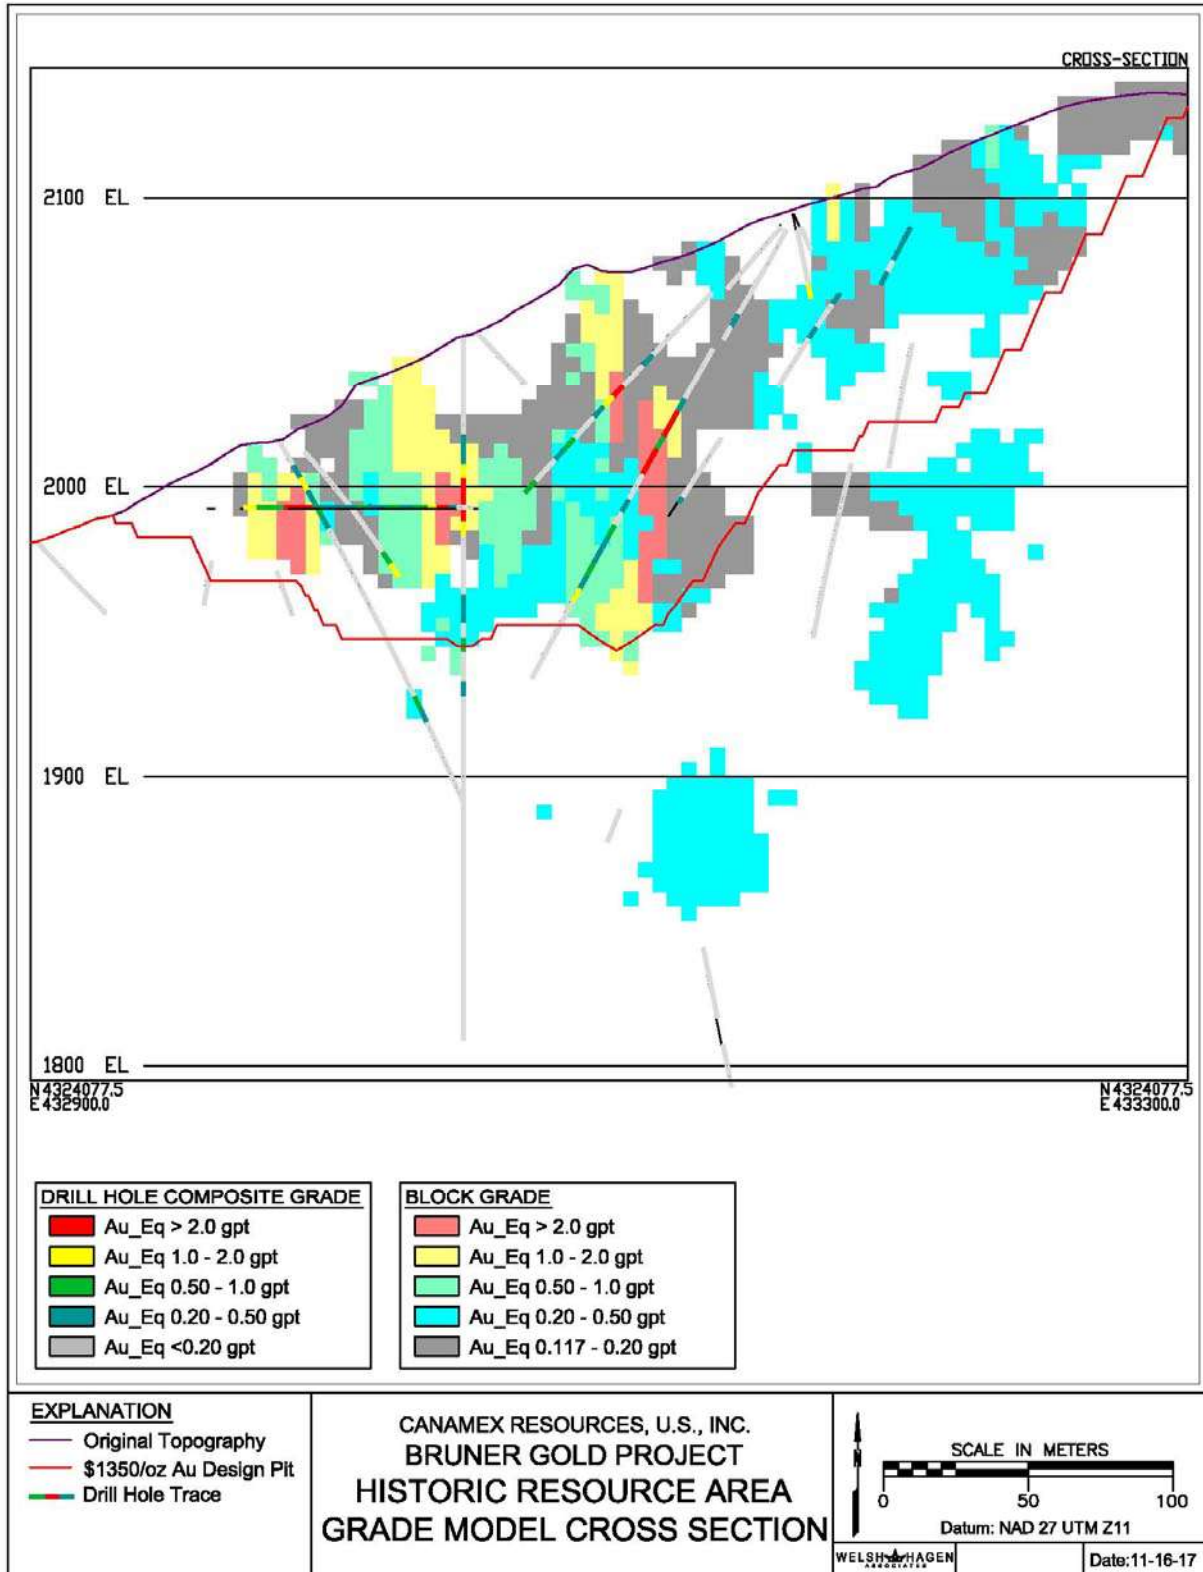 CROSS-SECTION
2100 EL
2000 EL
1900 EL
1800 EL
N 4324077.5
E 432900.0
N 4324077.5
E 433300.0
DRILL HOLE COMPOSITE GRADE
Au_Eq > 2.0 gpt
Au_Eq 1.0 - 2.0 gpt
Au_Eq 0.50 - 1.0 gpt
Au_Eq 0.20 - 0.50 gpt
Au_Eq <0.20 gpt
BLOCK GRADE
Au_Eq > 2.0 gpt
Au_Eq 1.0 - 2.0 gpt
Au_Eq 0.50 - 1.0 gpt
Au_Eq 0.20 - 0.50 gpt
Au_Eq 0.117 - 0.20 gpt
EXPLANATION
Original Topography
$1350/oz Au Design Pit
Drill Hole Trace
CANAMEX RESOURCES, U.S., INC.
BRUNER GOLD PROJECT
HISTORIC RESOURCE AREA
GRADE MODEL CROSS SECTION
N
SCALE IN METERS
0 50 100
Datum: NAD 27 UTM Z11
WELSH HAGEN
ASSOCIATES
Date:11-16-17